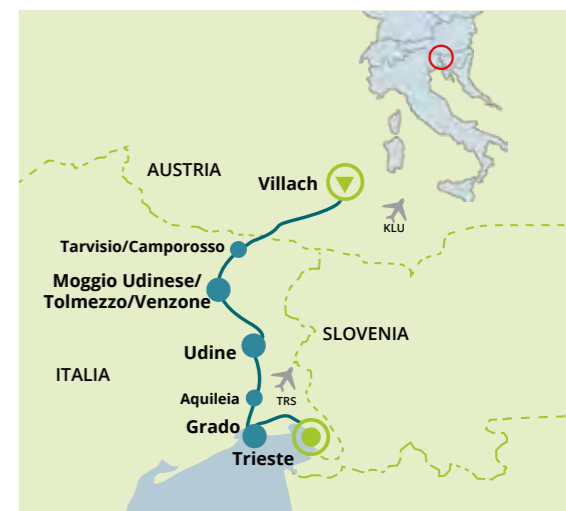 AUSTRIA
Villach
KLU
Tarvisio/Camporosso
Moggio Udinese/
Tolmezzo/Venzone
SLOVENIA
Udine
ITALIA
TRS
Aquileia
Grado
Trieste